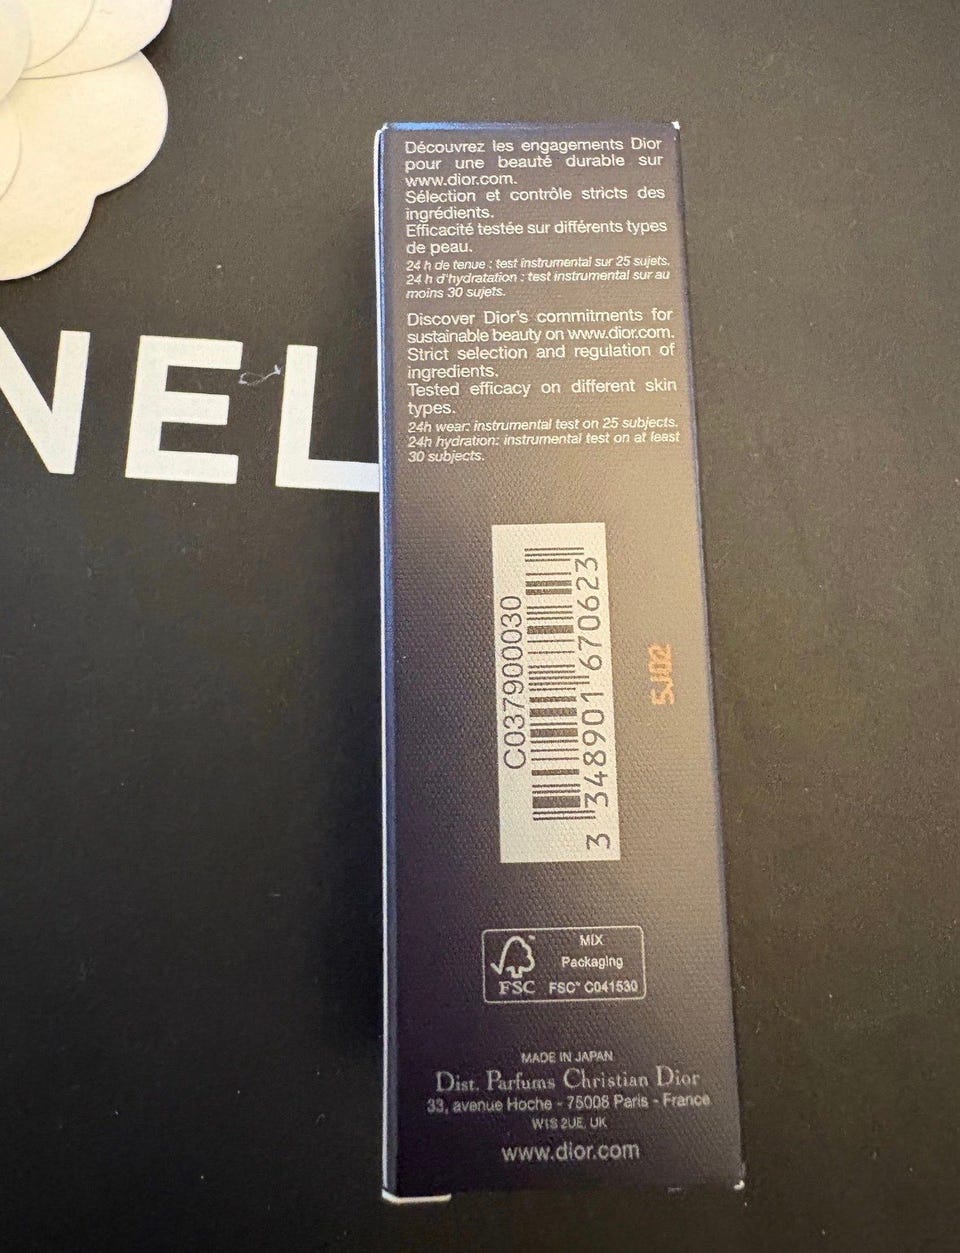 NEL
Découvrez les engagements Dior
pour une beauté durable sur
www.dior.com.
Sélection et contrôle stricts des
ingrédients.
Efficacité testée sur différents types
de peau.
24 h de tenue : test instrumental sur 25 sujets.
24 h d'hydratation : test instrumental sur au
moins 30 sujets.
Discover Dior's commitments for
sustainable beauty on www.dior.com.
Strict selection and regulation of
ingredients.
Tested efficacy on different skin
types.
24h wear: instrumental test on 25 subjects.
24h hydration: instrumental test on at least
30 subjects.
C037900030
3 348901 670623
5J02
MIX
Packaging
FSC™ C041530
FSC
MADE IN JAPAN
Dist. Parfums Christian Dior
33, avenue Hoche - 75008 Paris - France
W1S 2UE, UK
www.dior.com